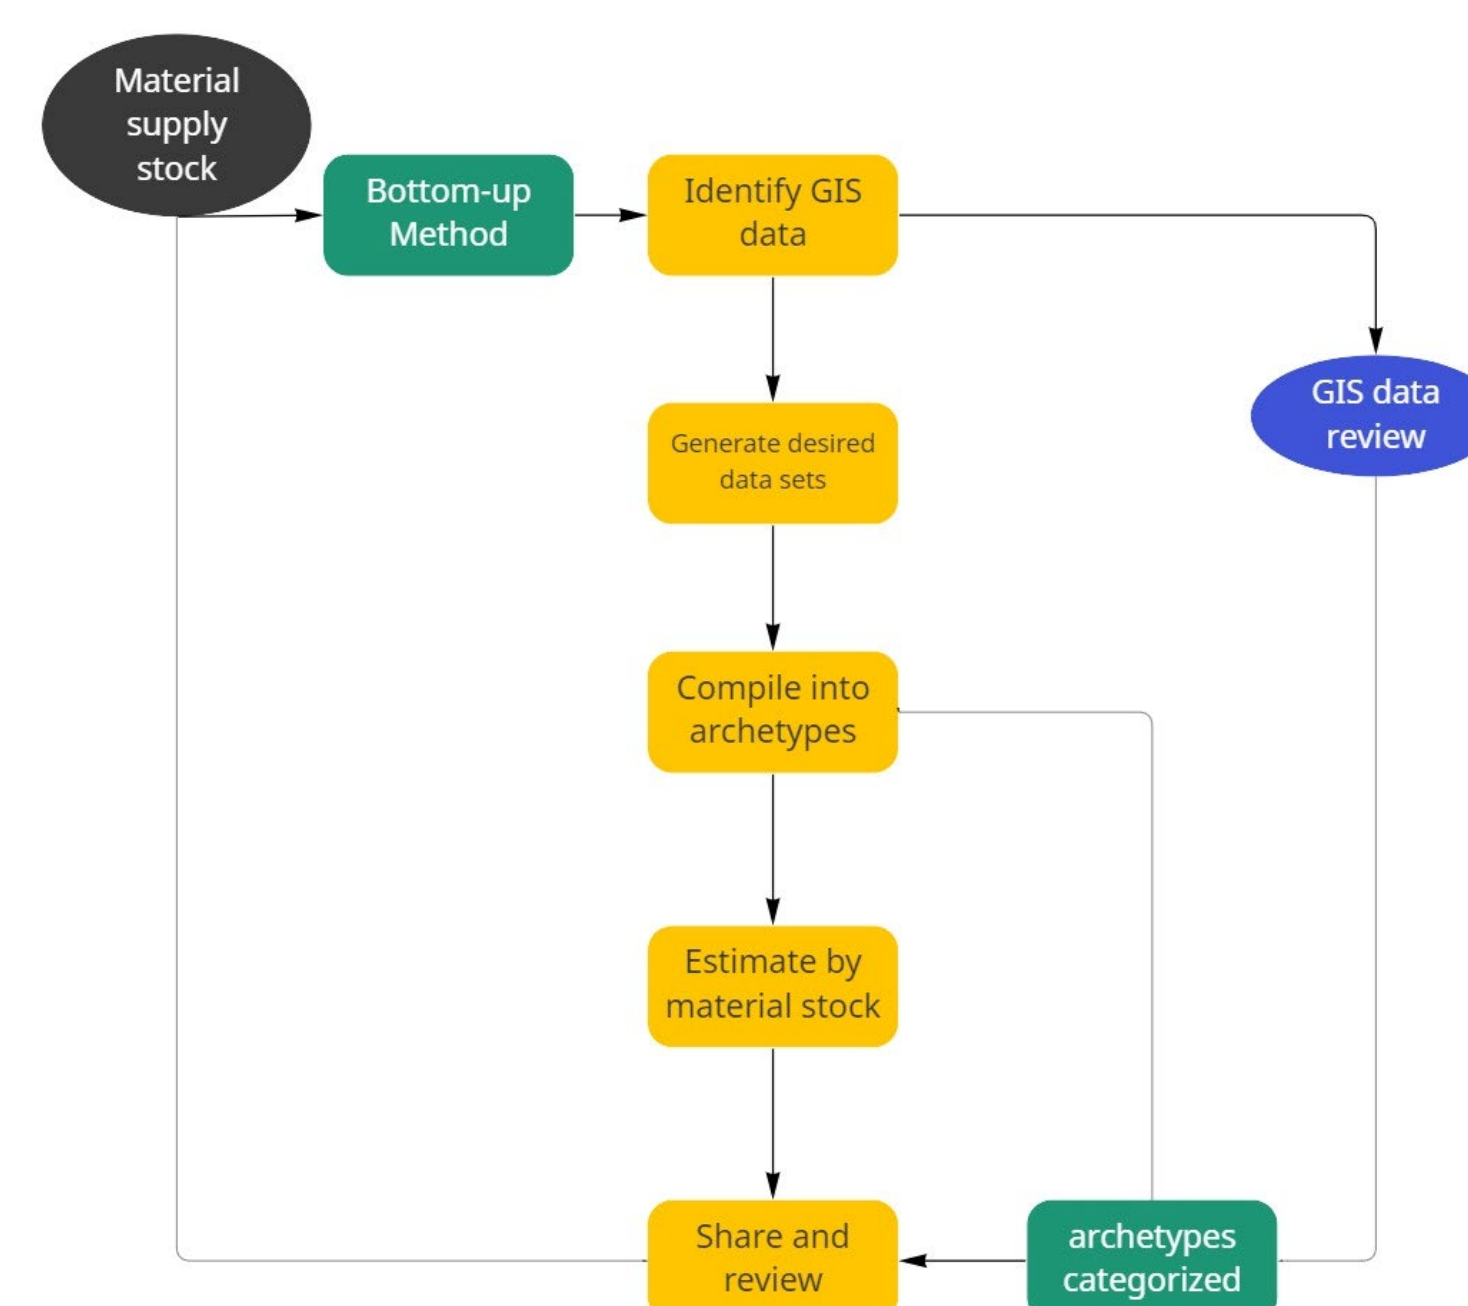 Material
supply
stock
Bottom-up
Method
Identify GIS
data
GIS data
review
Generate desired
data sets
Compile into
archetypes
Estimate by
material stock
Share and
review
archetypes
categorized